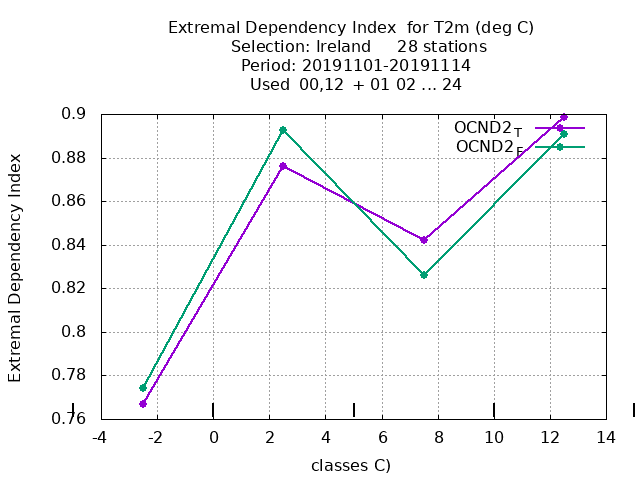 Extremal Dependency Index  for T2m (deg C)
Selection: Ireland     28 stations
Period: 20191101-20191114
Used  00,12  + 01 02 ... 24
OCND2_T
OCND2_F
0.9
0.88
0.86
0.84
0.82
0.8
0.78
0.76
Extremal Dependency Index
-4 -2 0 2 4 6 8 10 12 14
classes C)